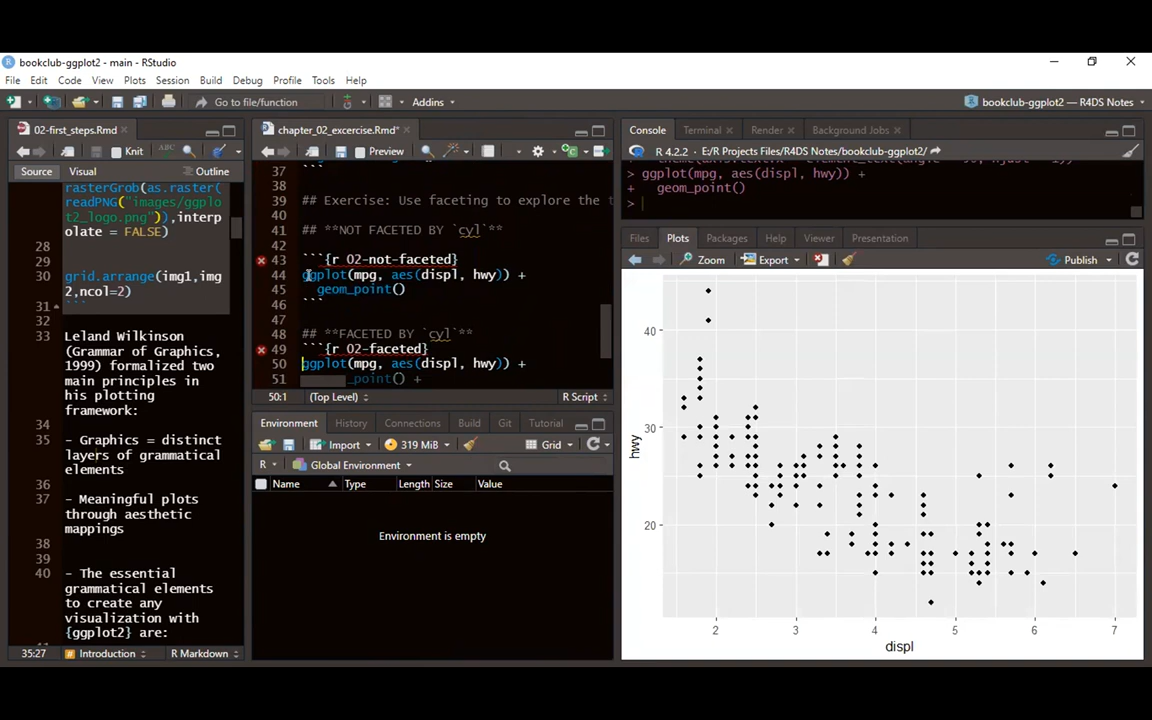 bookclub-ggplot2 - main - RStudio
File Edit Code View Plots Session Build Debug Profile Tools Help
Go to file/function
Addins
bookclub-ggplot2 — R4DS Notes
02-first_steps.Rmd
Knit
Source Visual Outline
rasterGrob(as.raster(
readPNG("images/ggplo
t2_logo.png")),interp
olate = FALSE)
28
29
30 grid.arrange(img1,img
2,ncol=2)
31 ```
32
33 Leland Wilkinson
(Grammar of Graphics,
1999) formalized two
main principles in
his plotting
framework:
34
35 - Graphics = distinct
layers of grammatical
elements
36
37 - Meaningful plots
through aesthetic
mappings
38
39
40 - The essential
grammatical elements
to create any
visualization with
{ggplot2} are:
35:27 # Introduction R Markdown
chapter_02_excercise.Rmd*
Preview
37 ```
38
39 ## Exercise: Use faceting to explore the t
40
41 ## **NOT FACETED BY `cyl`**
42
43 ```{r 02-not-faceted}
44 ggplot(mpg, aes(displ, hwy)) +
45 geom_point()
46 ```
47
48 ## **FACETED BY `cyl`**
49 ```{r 02-faceted}
50 ggplot(mpg, aes(displ, hwy)) +
51 _point() +
50:1 (Top Level) R Script
Environment History Connections Build Git Tutorial
Import 319 MiB Grid
R Global Environment
Name Type Length Size Value
Environment is empty
Console Terminal Render Background Jobs
R 4.2.2 . E:/R Projects/R4DS Notes/bookclub-ggplot2/
> ggplot(mpg, aes(displ, hwy)) +
+ geom_point()
>
Files Plots Packages Help Viewer Presentation
Zoom Export Publish
40
30
20
hwy
2 3 4 5 6 7
displ